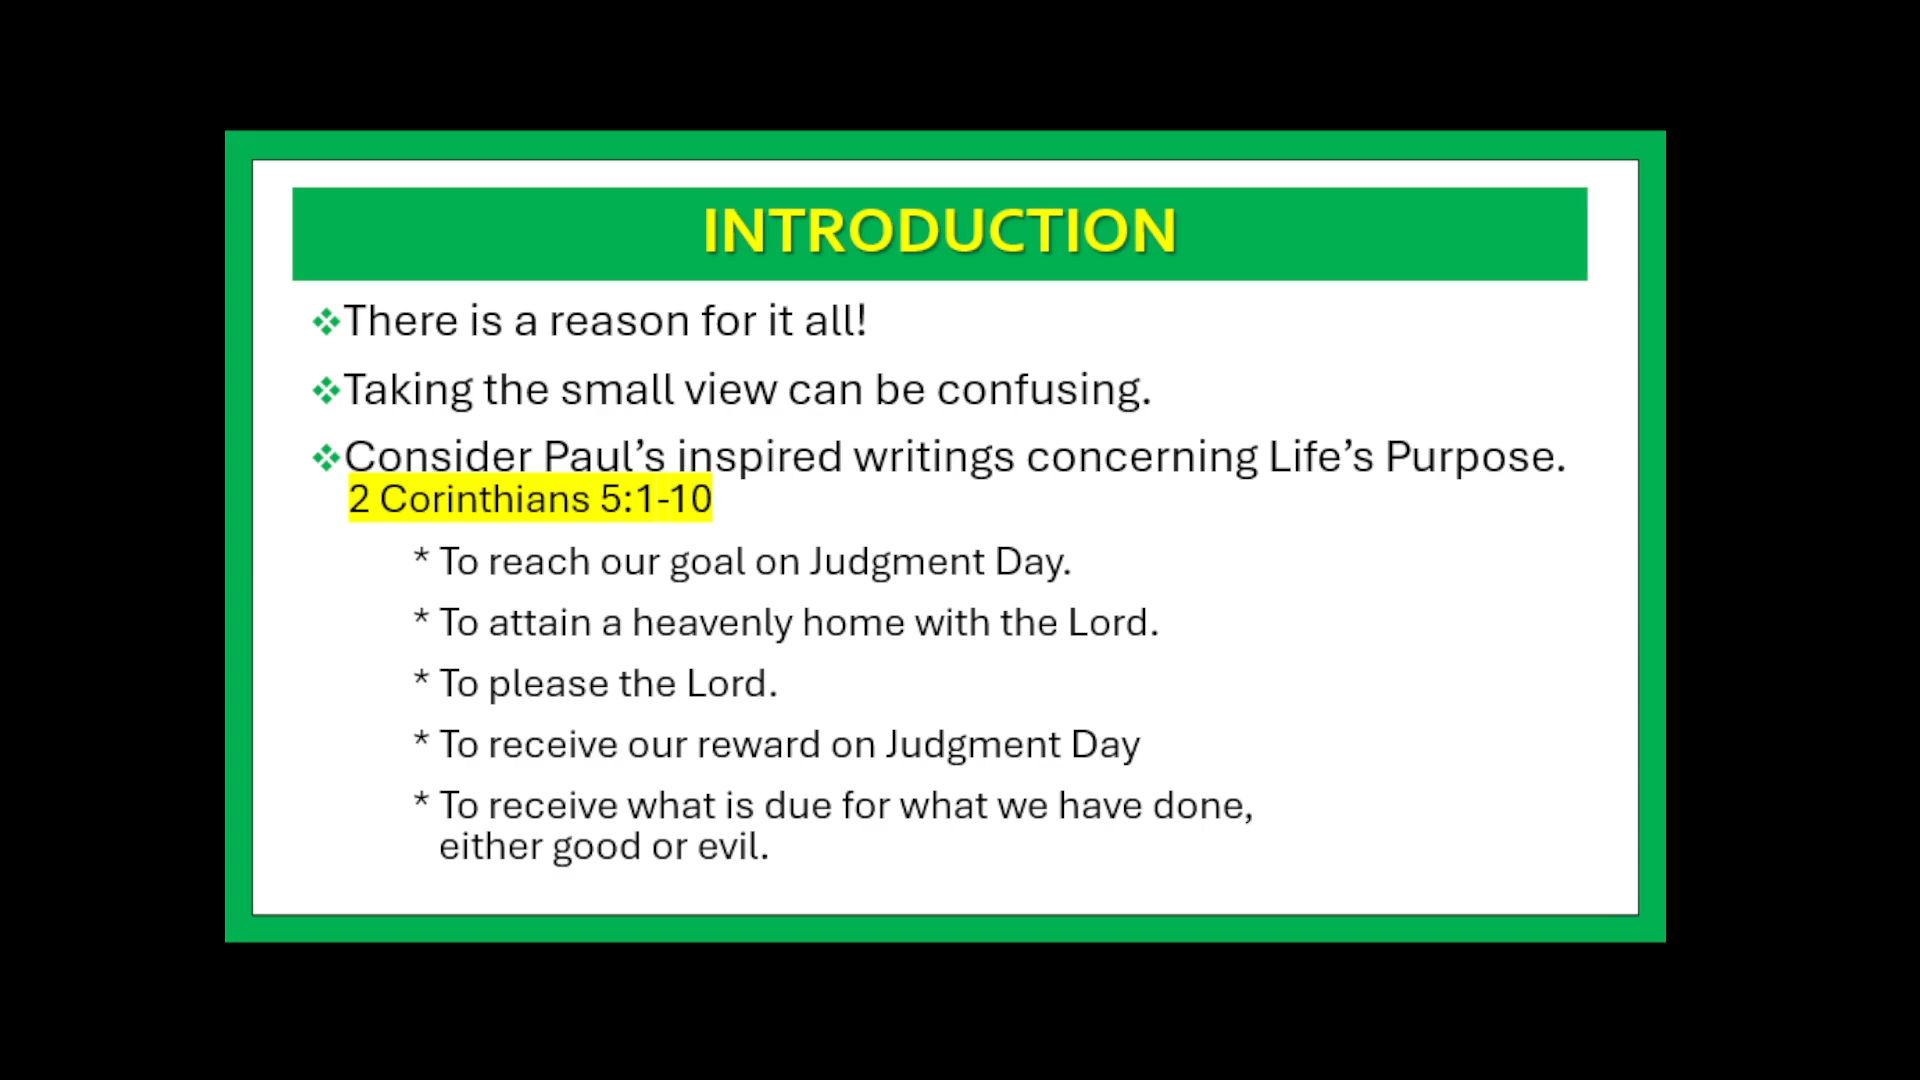 INTRODUCTION
❖There is a reason for it all!
❖Taking the small view can be confusing.
❖Consider Paul’s inspired writings concerning Life’s Purpose.
2 Corinthians 5:1-10
* To reach our goal on Judgment Day.
* To attain a heavenly home with the Lord.
* To please the Lord.
* To receive our reward on Judgment Day
* To receive what is due for what we have done,
either good or evil.